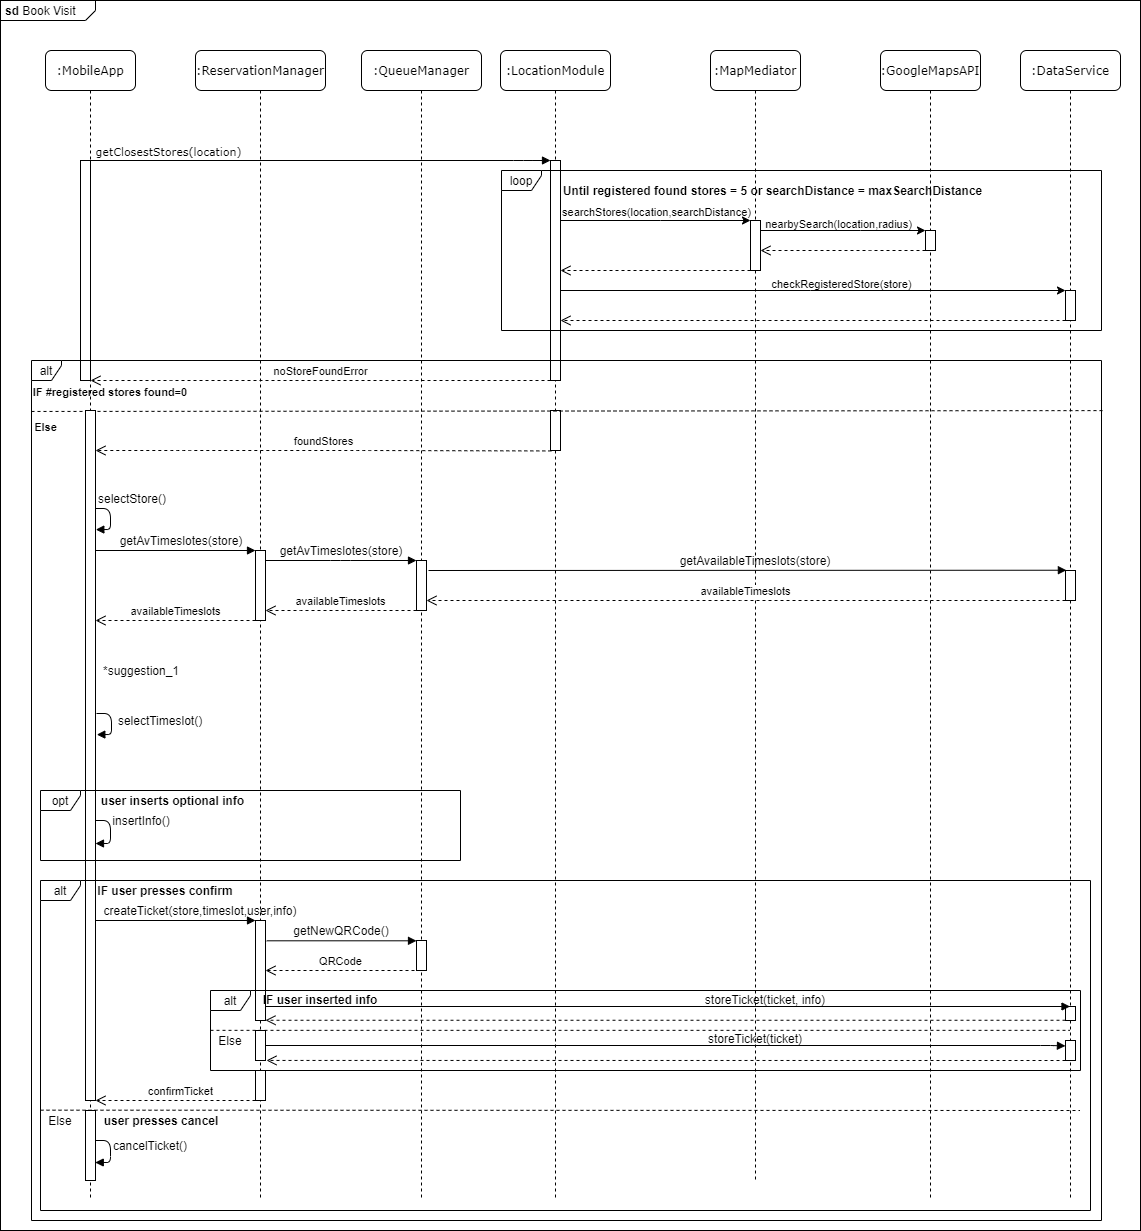 sd Book Visit
:MobileApp
:ReservationManager
:QueueManager
:LocationModule
:MapMediator
:GoogleMapsAPI
:DataService
getClosestStores(location)
loop
Until registered found stores = 5 or searchDistance = maxSearchDistance
searchStores(location,searchDistance)
nearbySearch(location,radius)
checkRegisteredStore(store)
alt
noStoreFoundError
IF #registered stores found=0
Else
foundStores
selectStore()
getAvTimeslotes(store)
getAvTimeslotes(store)
getAvailableTimeslots(store)
availableTimeslots
availableTimeslots
availableTimeslots
*suggestion_1
selectTimeslot()
opt
user inserts optional info
insertInfo()
alt
IF user presses confirm
createTicket(store,timeslot,user,info)
getNewQRCode()
QRCode
alt
IF user inserted info
storeTicket(ticket, info)
Else
storeTicket(ticket)
confirmTicket
Else
user presses cancel
cancelTicket()